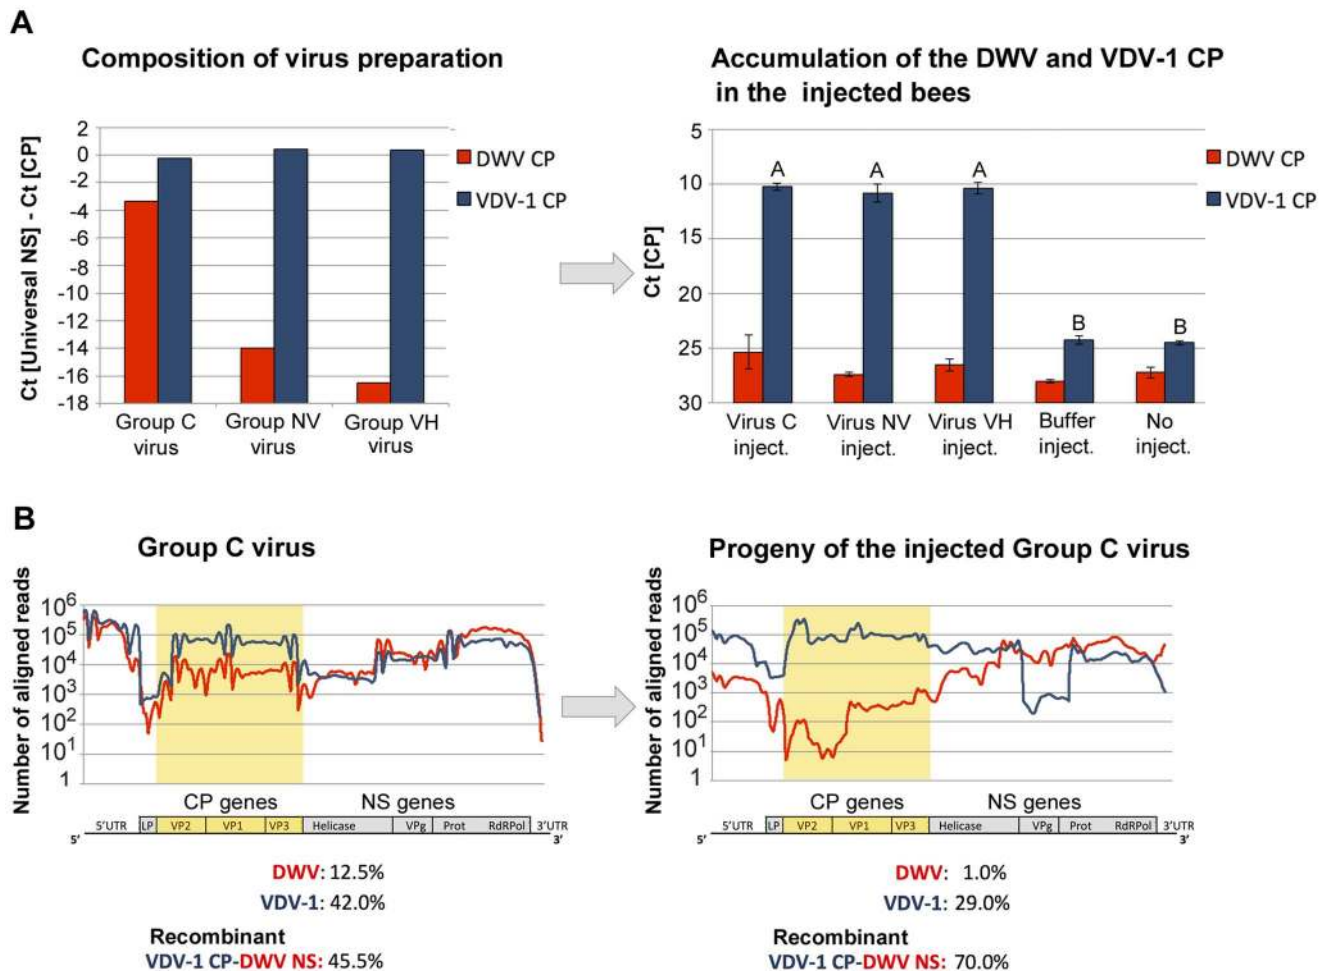 A
Composition of virus preparation
Ct [Universal NS] - Ct [CP]
2
0
-2
-4
-6
-8
-10
-12
-14
-16
-18
DWV CP
VDV-1 CP
Group C virus
Group NV virus
Group VH virus
Accumulation of the DWV and VDV-1 CP
in the injected bees
Ct [CP]
5
10
15
20
25
30
A
A
A
B
B
DWV CP
VDV-1 CP
Virus C inject.
Virus NV inject.
Virus VH inject.
Buffer inject.
No inject.
B
Group C virus
Number of aligned reads
10⁶
10⁵
10⁴
10³
10²
10¹
1
CP genes NS genes
5'UTR LP VP2 VP1 VP3 Helicase VPg Prot RdRPol 3'UTR
5' 3'
DWV: 12.5%
VDV-1: 42.0%
Recombinant
VDV-1 CP-DWV NS: 45.5%
Progeny of the injected Group C virus
Number of aligned reads
10⁶
10⁵
10⁴
10³
10²
10¹
1
CP genes NS genes
5'UTR LP VP2 VP1 VP3 Helicase VPg Prot RdRPol 3'UTR
5' 3'
DWV: 1.0%
VDV-1: 29.0%
Recombinant
VDV-1 CP-DWV NS: 70.0%